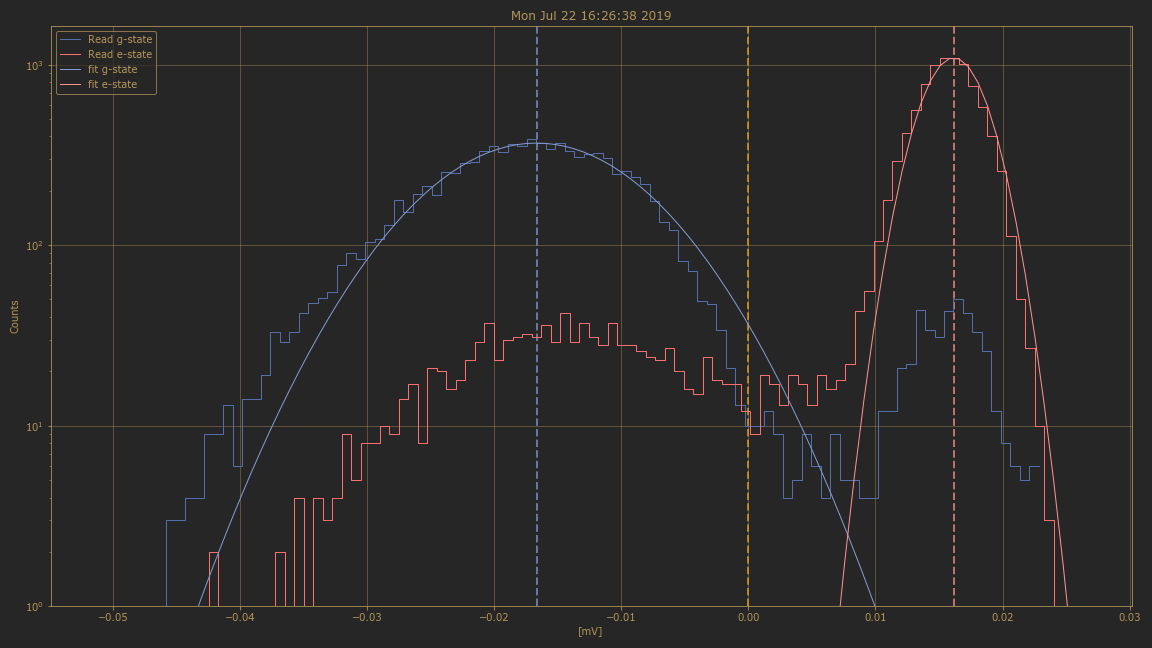 Mon Jul 22 16:26:38 2019
Read g-state
Read e-state
fit g-state
fit e-state
Counts
10³
10²
10¹
10⁰
−0.05 −0.04 −0.03 −0.02 −0.01 0.00 0.01 0.02 0.03
[mV]